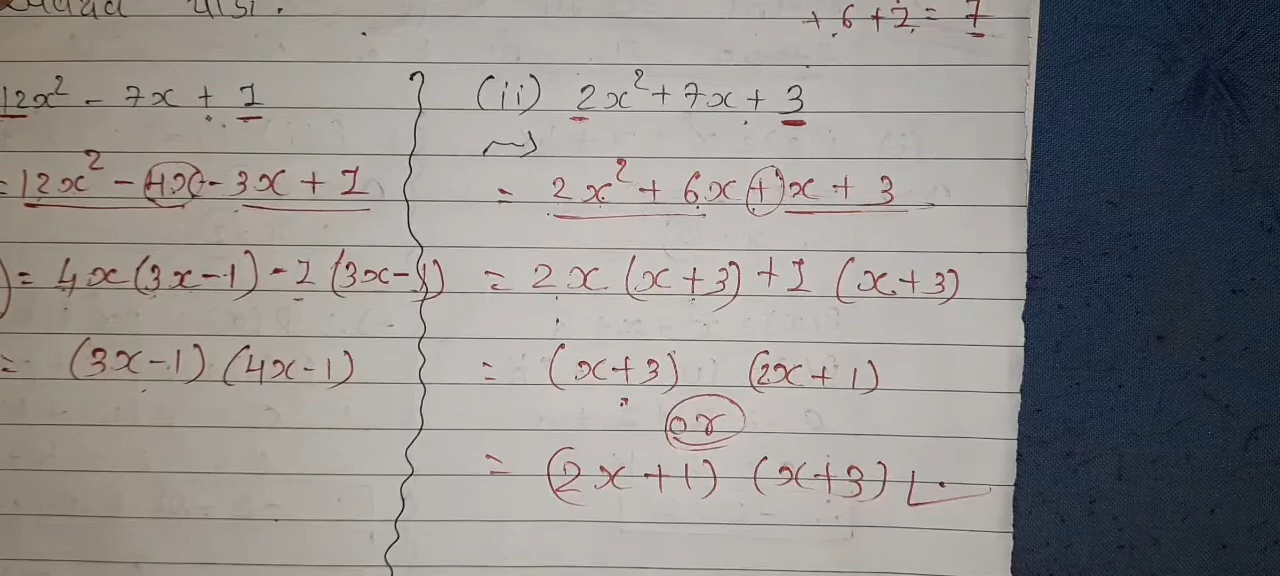 + 6 + 1 = 7
12x² - 7x + 1
= 12x² - 4x - 3x + 1
) = 4x (3x - 1) - 1 (3x - 1)
= (3x - 1) (4x - 1)
(ii) 2x² + 7x + 3
= 2x² + 6x + x + 3
= 2x (x + 3) + 1 (x + 3)
= (x + 3) (2x + 1)
or
= (2x + 1) (x + 3)